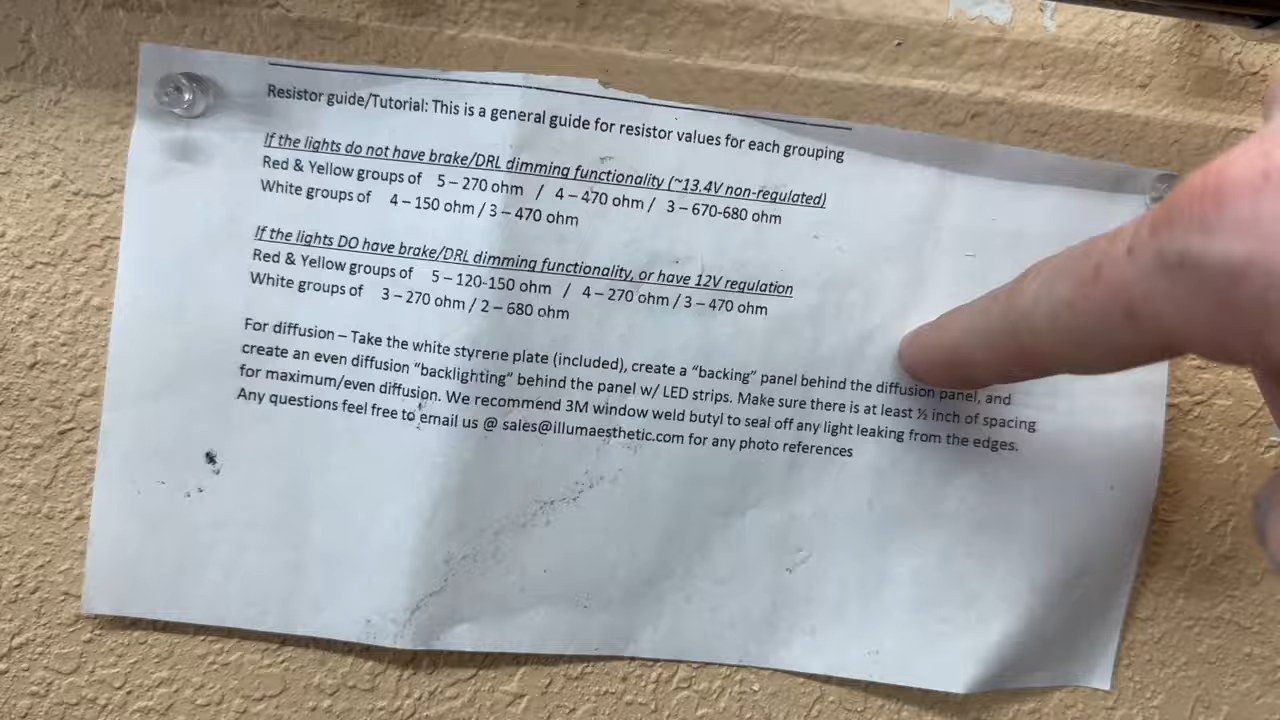 Resistor guide/Tutorial: This is a general guide for resistor values for each grouping
If the lights do not have brake/DRL dimming functionality (~13.4V non-regulated)
Red & Yellow groups of 5 – 270 ohm / 4 – 470 ohm / 3 – 670-680 ohm
White groups of 4 – 150 ohm / 3 – 470 ohm
If the lights DO have brake/DRL dimming functionality, or have 12V regulation
Red & Yellow groups of 5 – 120-150 ohm / 4 – 270 ohm / 3 – 470 ohm
White groups of 3 – 270 ohm / 2 – 680 ohm
For diffusion – Take the white styrene plate (included), create a "backing" panel behind the diffusion panel, and
create an even diffusion "backlighting" behind the panel w/ LED strips. Make sure there is at least ½ inch of spacing
for maximum/even diffusion. We recommend 3M window weld butyl to seal off any light leaking from the edges.
Any questions feel free to email us @ sales@illumaesthetic.com for any photo references